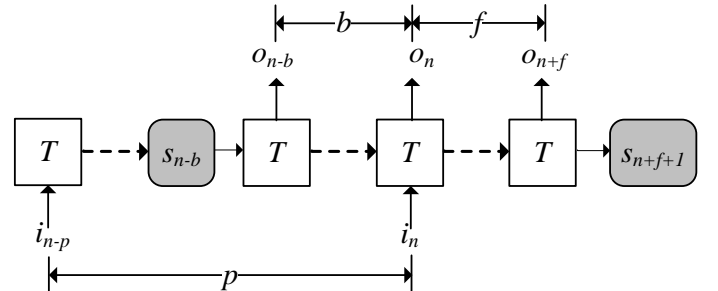 b f
o_{n-b} o_n o_{n+f}
T s_{n-b} T T T s_{n+f+1}
i_{n-p} i_n
p